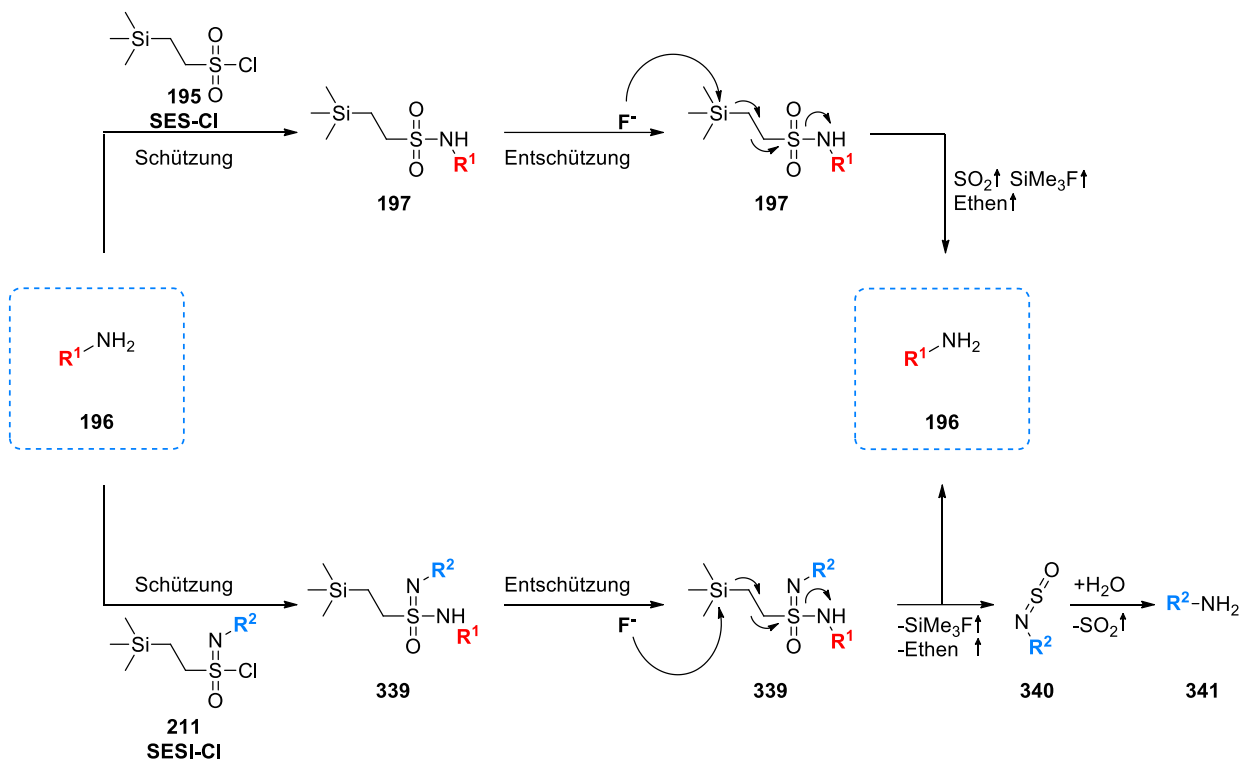 Si
O
S
Cl
O
195
SES-Cl
Schützung
Si
O
S
NH
O
R¹
197
F⁻
Entschützung
Si
O
S
NH
O
R¹
197
SO₂↑ SiMe₃F↑
Ethen↑
R¹
NH₂
196
R¹
NH₂
196
Schützung
Si
N
R²
S
Cl
O
211
SESI-Cl
Si
N
R²
S
NH
O
R¹
339
Entschützung
F⁻
Si
N
R²
S
NH
O
R¹
339
-SiMe₃F↑
-Ethen ↑
O
S
N
R²
340
+H₂O
-SO₂↑
R²-NH₂
341